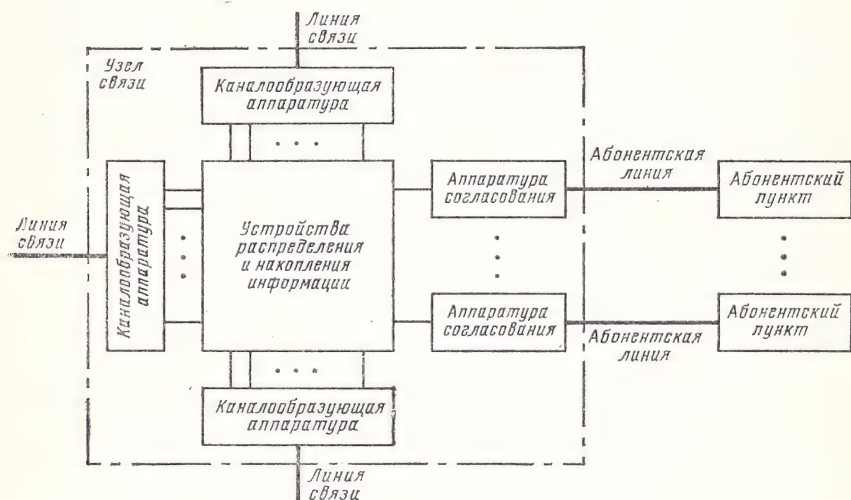 Линия
связи
Узел
связи
Каналообразующая
аппаратура
Линия
связи
Каналообразующая
аппаратура
Устройства
распределения
и накопления
информации
Аппаратура
согласования
Абонентская
линия
Абонентский
пункт
Аппаратура
согласования
Абонентская
линия
Абонентский
пункт
Каналообразующая
аппаратура
Линия
связи